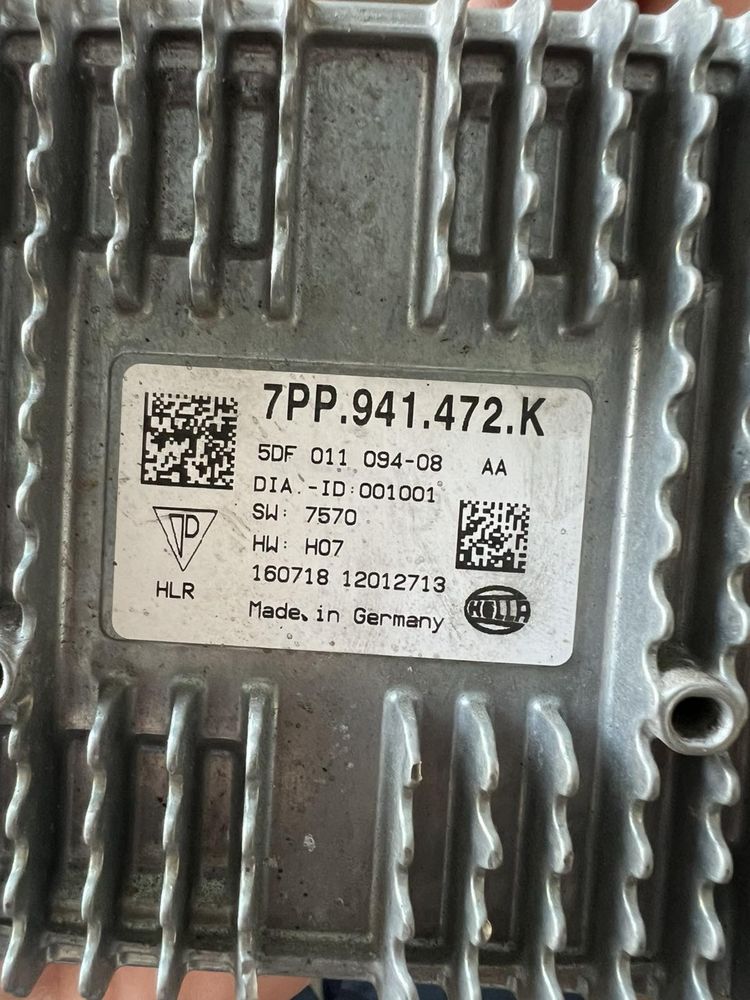 7PP.941.472.K
5DF 011 094-08 AA
DIA.-ID:001001
SW: 7570
HW: H07
160718 12012713
Made in Germany
HLR
HELLA